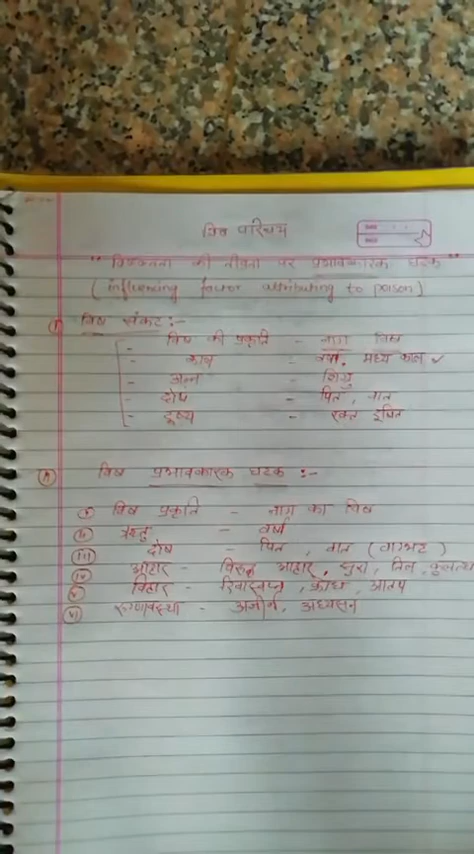 विष परिचय
" विषाक्तता की तीव्रता पर प्रभावकारक घटक "
( influencing factor attributing to poison)
I विष संकट :-
- विष की प्रकृति - नाग विष
- काल - वर्षा, मध्य काल ✓
- अन्न - शिग्रु
- दोष - पित्त, वात
- दूष्य - रक्त दूषित
II विष प्रभावकारक घटक :-
i विष प्रकृति - नाग का विष
ii ऋतु - वर्षा
iii दोष - पित्त, वात (वाग्भट)
iv आहार - विरुद्ध आहार, सुरा, तिल, कुलत्थ
v विहार - दिवास्वप्न, क्रोध, आतप
vi रुग्णावस्था - अजीर्ण, अध्यसन